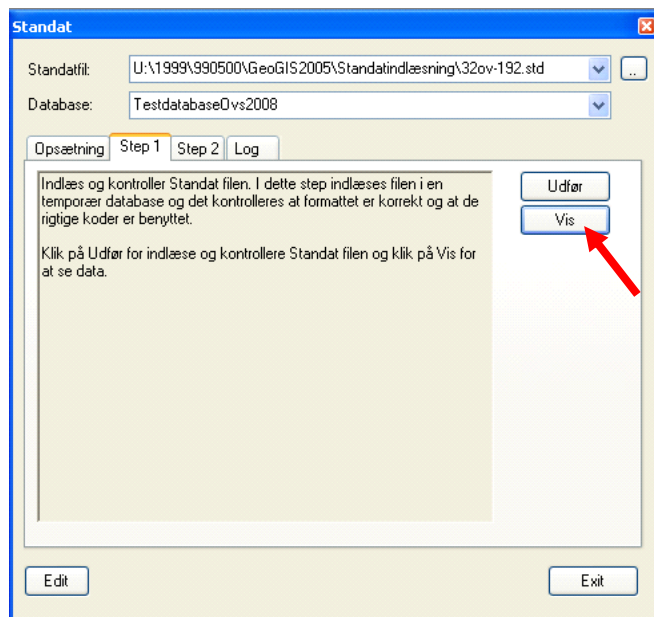 Standat
Standatfil:
U:\1999\990500\GeoGIS2005\Standatindlæsning\32ov-192.std
..
Database:
TestdatabaseOvs2008
Opsætning
Step 1
Step 2
Log
Indlæs og kontroller Standat filen. I dette step indlæses filen i en
temporær database og det kontrolleres at formattet er korrekt og at de
rigtige koder er benyttet.
Klik på Udfør for indlæse og kontrollere Standat filen og klik på Vis for
at se data.
Udfør
Vis
Edit
Exit